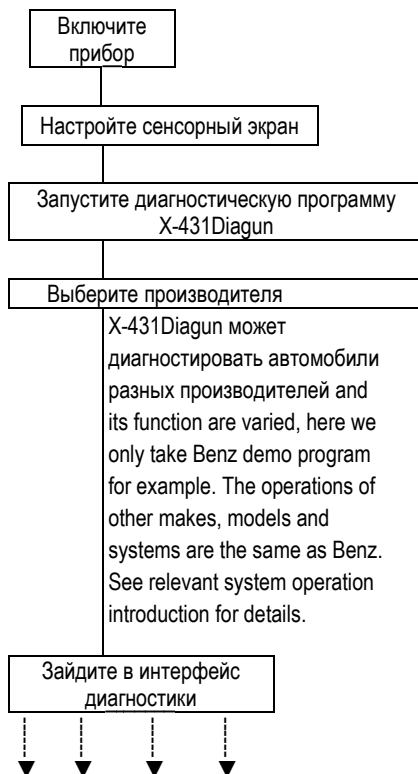 Включите
прибор
Настройте сенсорный экран
Запустите диагностическую программу
X-431Diagun
Выберите производителя
X-431Diagun может
диагностировать автомобили
разных производителей and
its function are varied, here we
only take Benz demo program
for example. The operations of
other makes, models and
systems are the same as Benz.
See relevant system operation
introduction for details.
Зайдите в интерфейс
диагностики